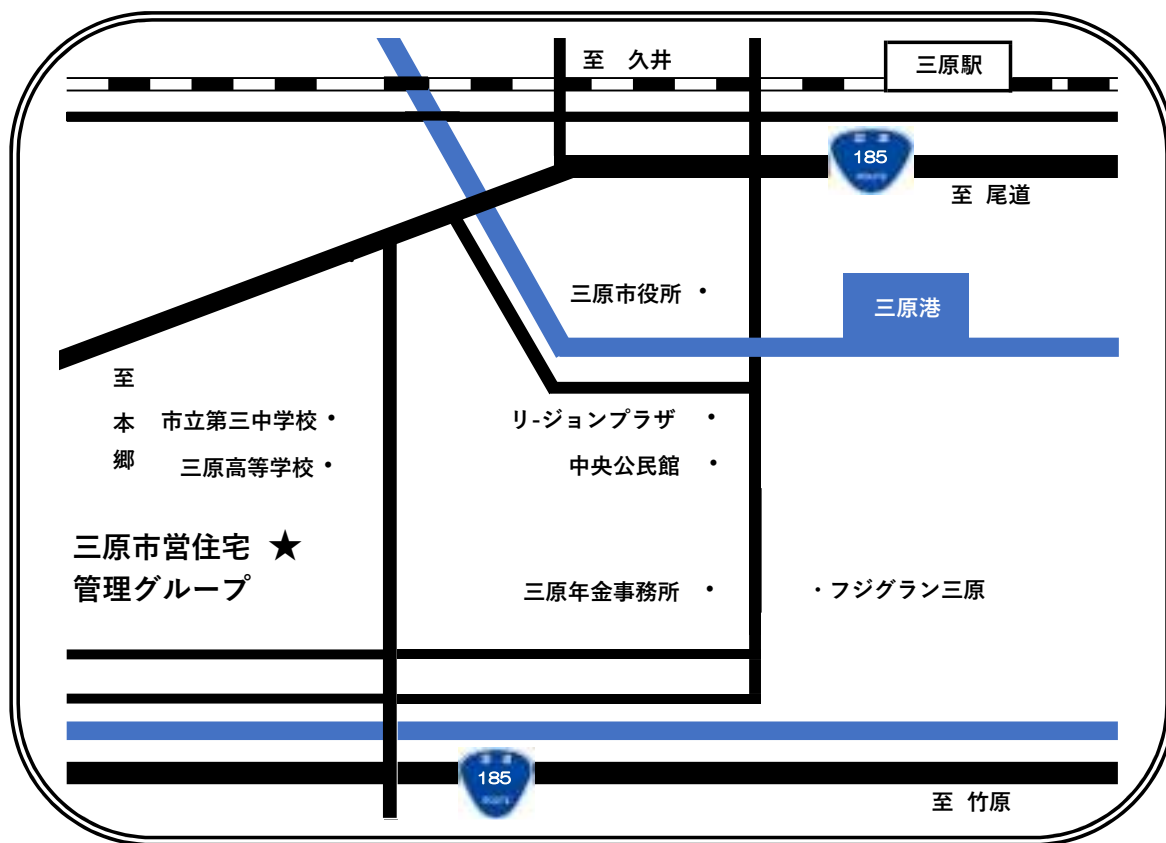 至 久井
三原駅
185
至 尾道
三原市役所 ・
三原港
至
本
郷
市立第三中学校 ・
三原高等学校 ・
リ-ジョンプラザ ・
中央公民館 ・
三原市営住宅 ★
管理グループ
三原年金事務所 ・
・フジグラン三原
185
至 竹原